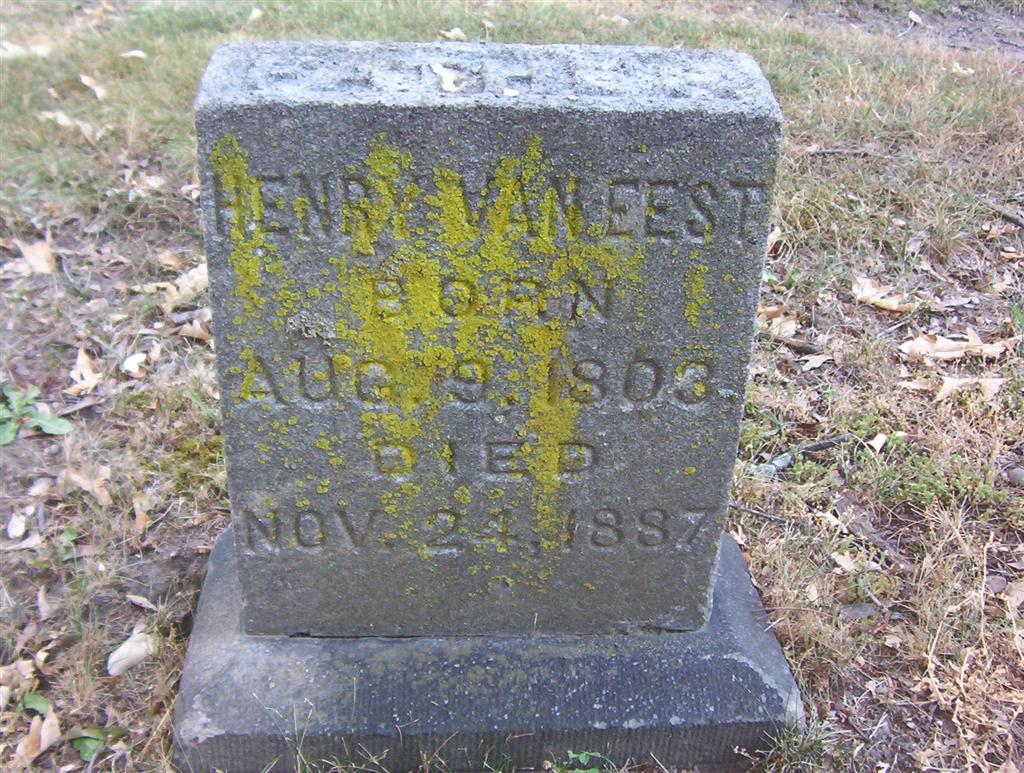 HENRY VAN EEST.
BORN
AUG. 9. 1803.
DIED
NOV. 24, 1887